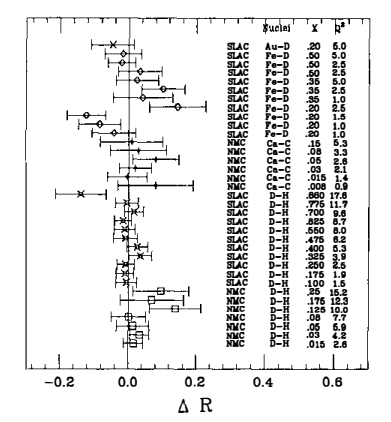 Nuclei X Q²
SLAC Au-D .20 5.0
SLAC Fe-D .50 5.0
SLAC Fe-D .50 2.5
SLAC Fe-D .50 2.5
SLAC Fe-D .35 5.0
SLAC Fe-D .35 2.5
SLAC Fe-D .35 1.0
SLAC Fe-D .20 2.5
SLAC Fe-D .20 1.5
SLAC Fe-D .20 1.0
SLAC Fe-D .20 1.0
NMC Ca-C .15 5.3
NMC Ca-C .08 3.3
NMC Ca-C .05 2.6
NMC Ca-C .03 2.1
NMC Ca-C .015 1.4
NMC Ca-C .008 0.9
SLAC D-H .860 17.6
SLAC D-H .775 11.7
SLAC D-H .700 9.6
SLAC D-H .625 8.7
SLAC D-H .550 8.0
SLAC D-H .475 6.2
SLAC D-H .400 5.3
SLAC D-H .325 3.9
SLAC D-H .250 2.5
SLAC D-H .175 1.9
SLAC D-H .100 1.5
NMC D-H .25 15.2
NMC D-H .175 12.3
NMC D-H .125 10.0
NMC D-H .08 7.7
NMC D-H .05 5.9
NMC D-H .03 4.2
NMC D-H .015 2.6
-0.2 0.0 0.2 0.4 0.6
Δ R